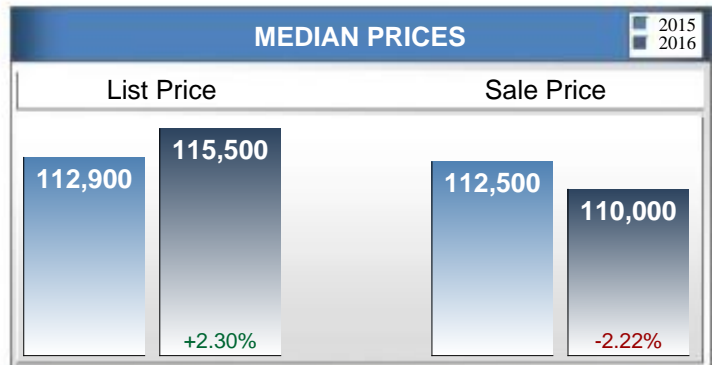 MEDIAN PRICES
2015
2016
List Price
Sale Price
112,900
115,500
+2.30%
112,500
110,000
-2.22%